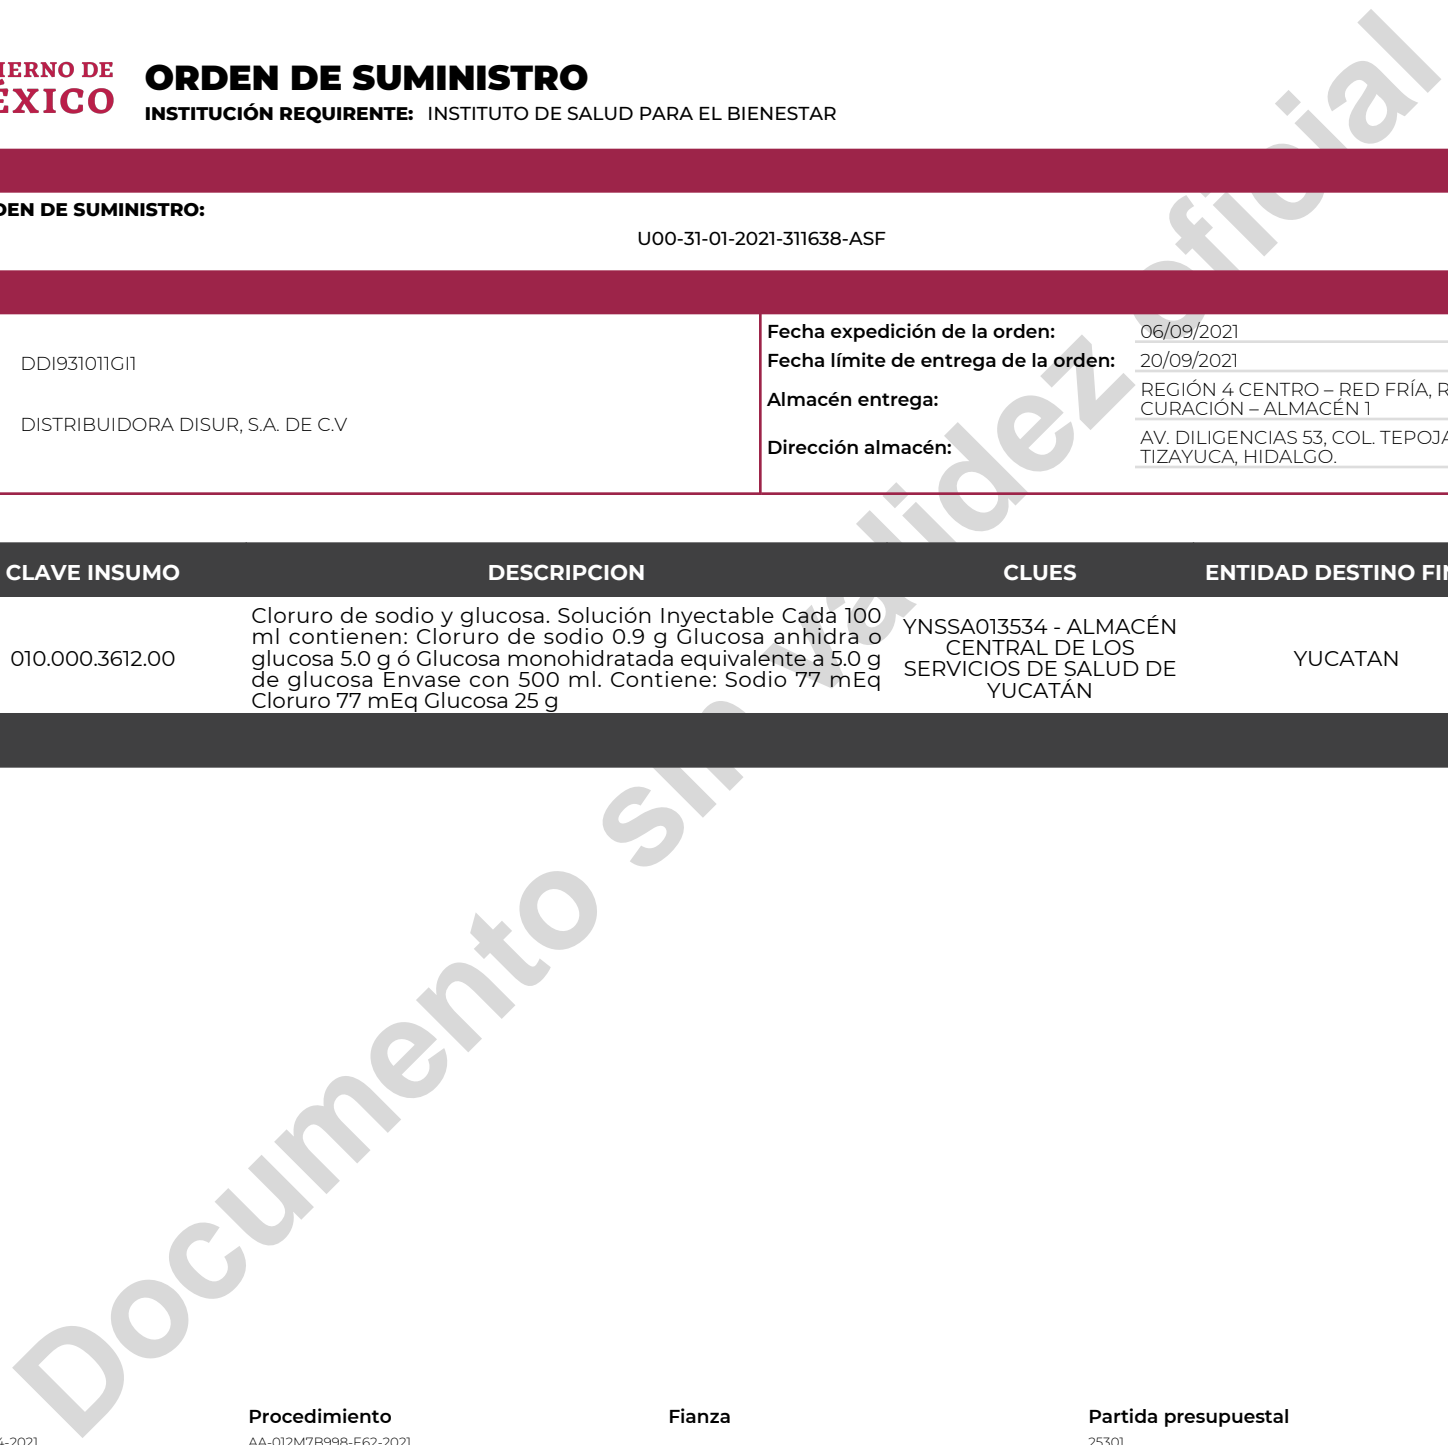 ORDEN DE SUMINISTRO
INSTITUCIÓN REQUIRENTE: INSTITUTO DE SALUD PARA EL BIENESTAR
DE SUMINISTRO:
U00-31-01-2021-311638-ASF
DDI931011GI1
DISTRIBUIDORA DISUR, S.A. DE C.V
Fecha expedición de la orden: 06/09/2021
Fecha límite de entrega de la orden: 20/09/2021
Almacén entrega: REGIÓN 4 CENTRO – RED FRÍA,
CURACIÓN – ALMACÉN 1
Dirección almacén: AV. DILIGENCIAS 53, COL.
TIZAYUCA, HIDALGO.
CLAVE INSUMO DESCRIPCION CLUES ENTIDAD DESTINO
010.000.3612.00
Cloruro de sodio y glucosa. Solución Inyectable Cada 100
ml contienen: Cloruro de sodio 0.9 g Glucosa anhidra o
glucosa 5.0 g ó Glucosa monohidratada equivalente a 5.0 g
de glucosa Envase con 500 ml. Contiene: Sodio 77 mEq
Cloruro 77 mEq Glucosa 25 g
YNSSA013534 - ALMACÉN
CENTRAL DE LOS
SERVICIOS DE SALUD DE
YUCATÁN
YUCATAN
Documento sin validez oficial
Procedimiento Fianza Partida presupuestal
AA-012M7B998-E62-2021
25301